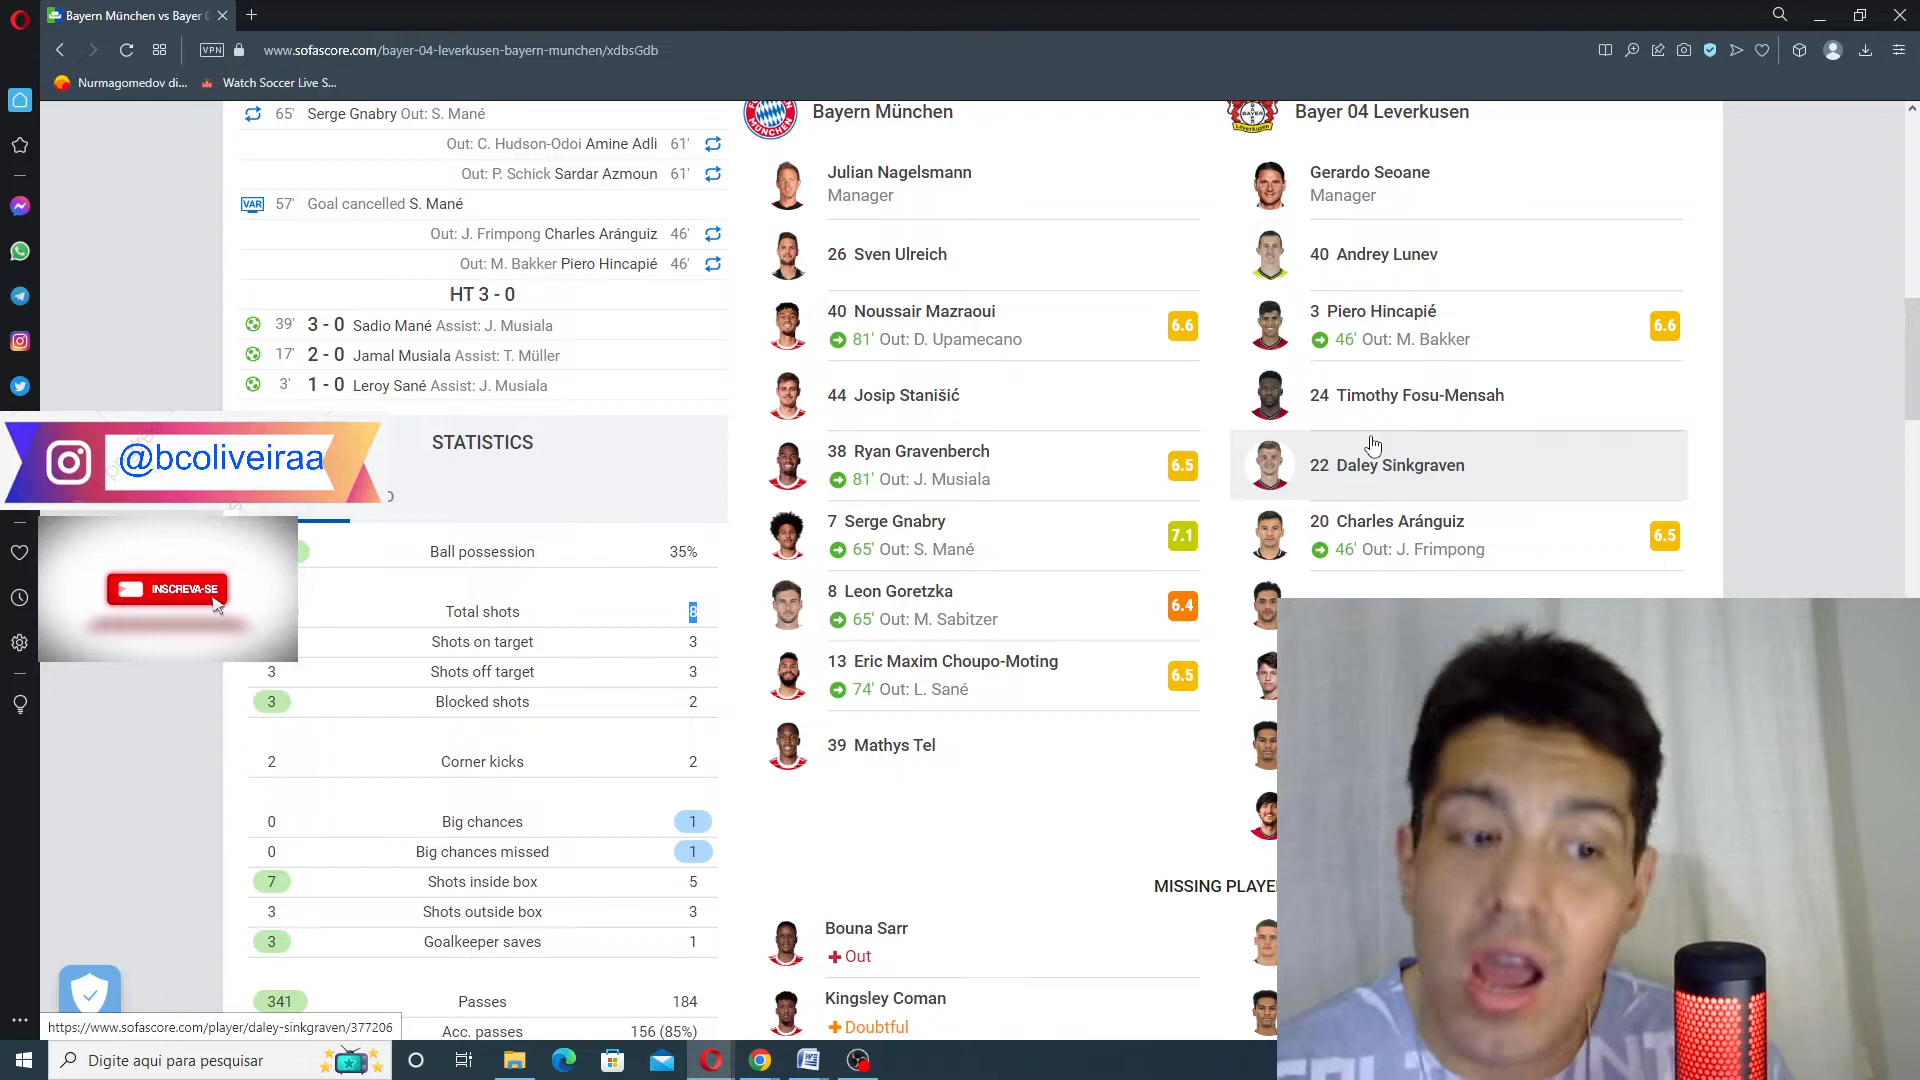 Bayern München vs Bayer 0
www.sofascore.com/bayer-04-leverkusen-bayern-munchen/xdbsGdb
VPN
Nurmagomedov di...
Watch Soccer Live S...
65' Serge Gnabry Out: S. Mané
Out: C. Hudson-Odoi Amine Adli 61'
Out: P. Schick Sardar Azmoun 61'
VAR 57' Goal cancelled S. Mané
Out: J. Frimpong Charles Aránguiz 46'
Out: M. Bakker Piero Hincapié 46'
HT 3 - 0
39' 3 - 0 Sadio Mané Assist: J. Musiala
17' 2 - 0 Jamal Musiala Assist: T. Müller
3' 1 - 0 Leroy Sané Assist: J. Musiala
@bcoliveiraa
STATISTICS
INSCREVA-SE
Ball possession 35%
Total shots 8
Shots on target 3
3 Shots off target 3
3 Blocked shots 2
2 Corner kicks 2
0 Big chances 1
0 Big chances missed 1
7 Shots inside box 5
3 Shots outside box 3
3 Goalkeeper saves 1
341 Passes 184
Acc. passes 156 (85%)
Bayern München
Julian Nagelsmann
Manager
26 Sven Ulreich
40 Noussair Mazraoui
81' Out: D. Upamecano
6.6
44 Josip Stanišić
38 Ryan Gravenberch
81' Out: J. Musiala
6.5
7 Serge Gnabry
65' Out: S. Mané
7.1
8 Leon Goretzka
65' Out: M. Sabitzer
6.4
13 Eric Maxim Choupo-Moting
74' Out: L. Sané
6.5
39 Mathys Tel
Bayer 04 Leverkusen
Gerardo Seoane
Manager
40 Andrey Lunev
3 Piero Hincapié
46' Out: M. Bakker
6.6
24 Timothy Fosu-Mensah
22 Daley Sinkgraven
20 Charles Aránguiz
46' Out: J. Frimpong
6.5
MISSING PLAYE
Bouna Sarr
Out
Kingsley Coman
Doubtful
https://www.sofascore.com/player/daley-sinkgraven/377206
Digite aqui para pesquisar